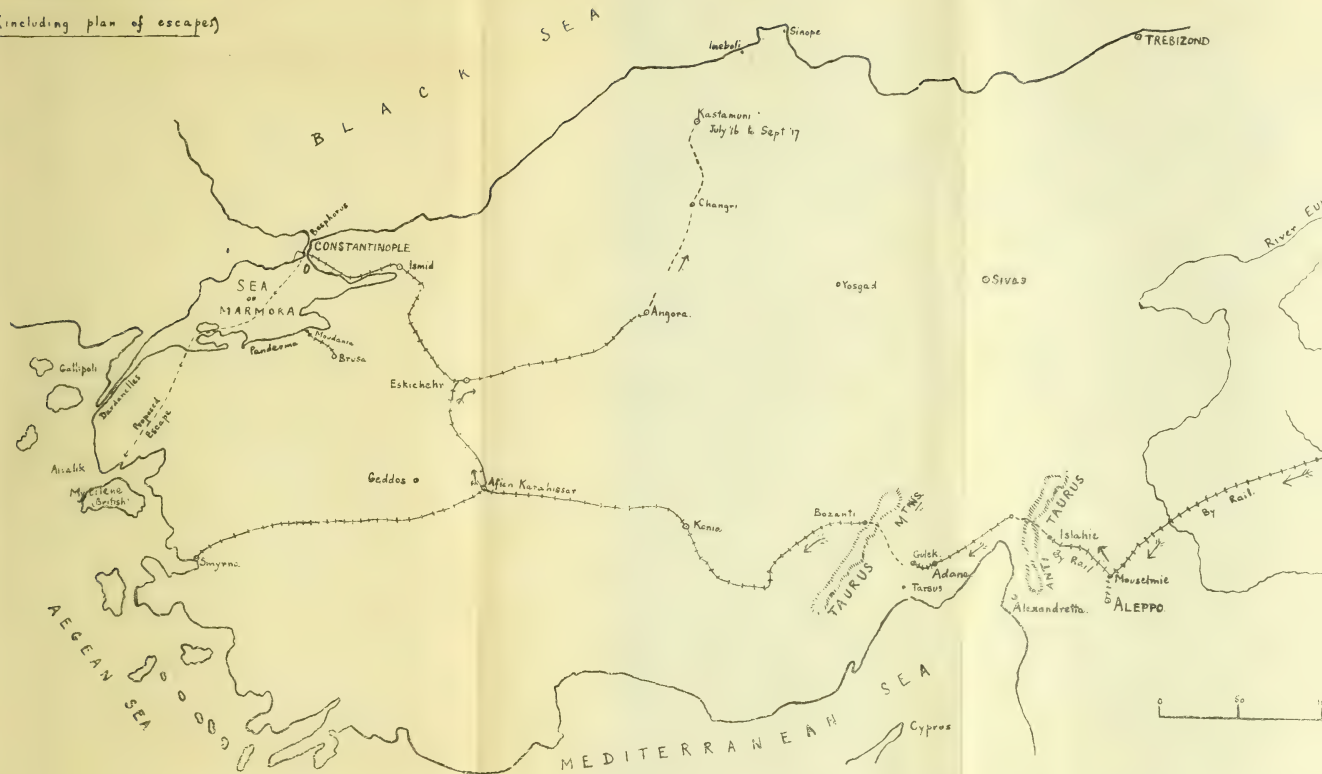 (including plan of escapes)
BLACK SEA
Ineboli
Sinope
TREBIZOND
Kastamuni
July '16 to Sept '17
Changri
Bosphorus
CONSTANTINOPLE
Ismid
SEA
OF
MARMORA
Moudania
Panderma
Brusa
Angora.
Yosgad
SIVAS
River EU
Gallipoli
Dardanelles
Proposed
Escape
Eskichehr
Aivalik
Mytilene
British
Geddos
Afion Karahissar
Smyrna
Konia
Bozanti
TAURUS
MTNS
Gulek
Adana
Tarsus
ANTI TAURUS
Islahie
By Rail
By Rail.
Mouselmie
ALEPPO
Alexandretta.
AEGEAN SEA
MEDITERRANEAN SEA
Cyprus
0 50